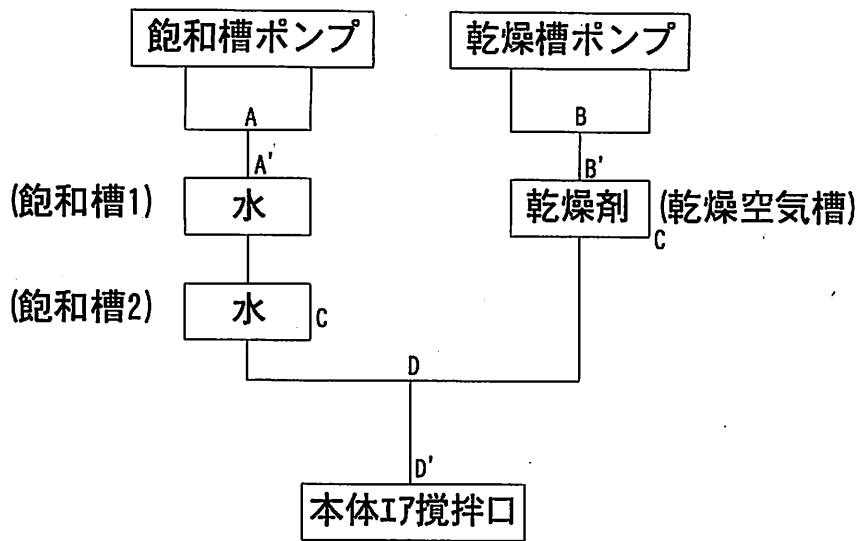 飽和槽ポンプ
乾燥槽ポンプ
A
B
A'
B'
(飽和槽1)
水
乾燥剤
(乾燥空気槽)
C
(飽和槽2)
水
C
D
D'
本体ｴｱ撹拌口